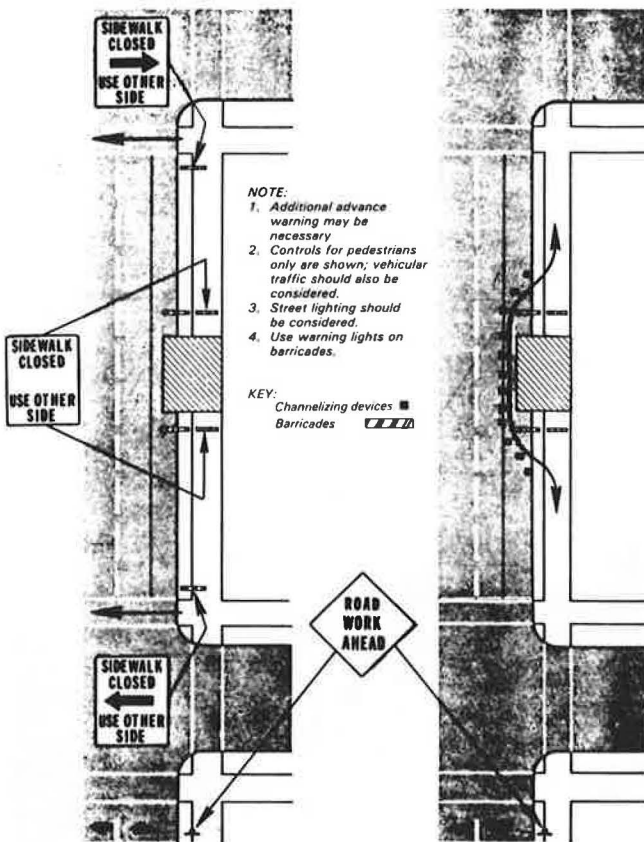 SIDEWALK
CLOSED
USE OTHER
SIDE
NOTE:
1. Additional advance
warning may be
necessary
2. Controls for pedestrians
only are shown; vehicular
traffic should also be
considered.
3. Street lighting should
be considered.
4. Use warning lights on
barricades.
SIDEWALK
CLOSED
USE OTHER
SIDE
KEY:
Channelizing devices
Barricades
ROAD
WORK
AHEAD
SIDEWALK
CLOSED
USE OTHER
SIDE